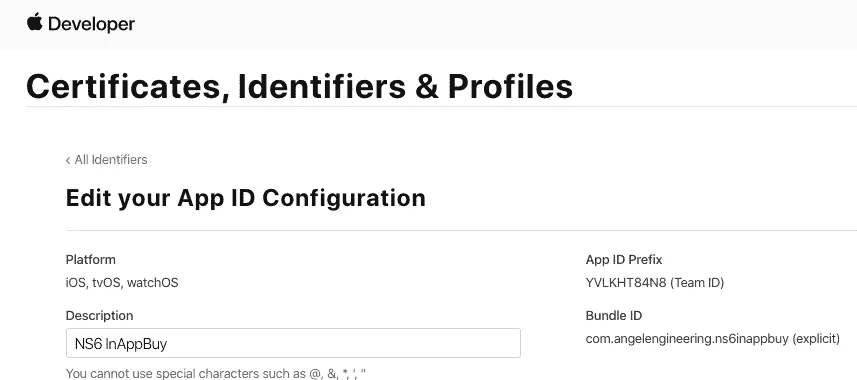 Developer
Certificates, Identifiers & Profiles
‹ All Identifiers
Edit your App ID Configuration
Platform
iOS, tvOS, watchOS
App ID Prefix
YVLKHT84N8 (Team ID)
Description
NS6 InAppBuy
You cannot use special characters such as @, &, *, ', "
Bundle ID
com.angelengineering.ns6inappbuy (explicit)